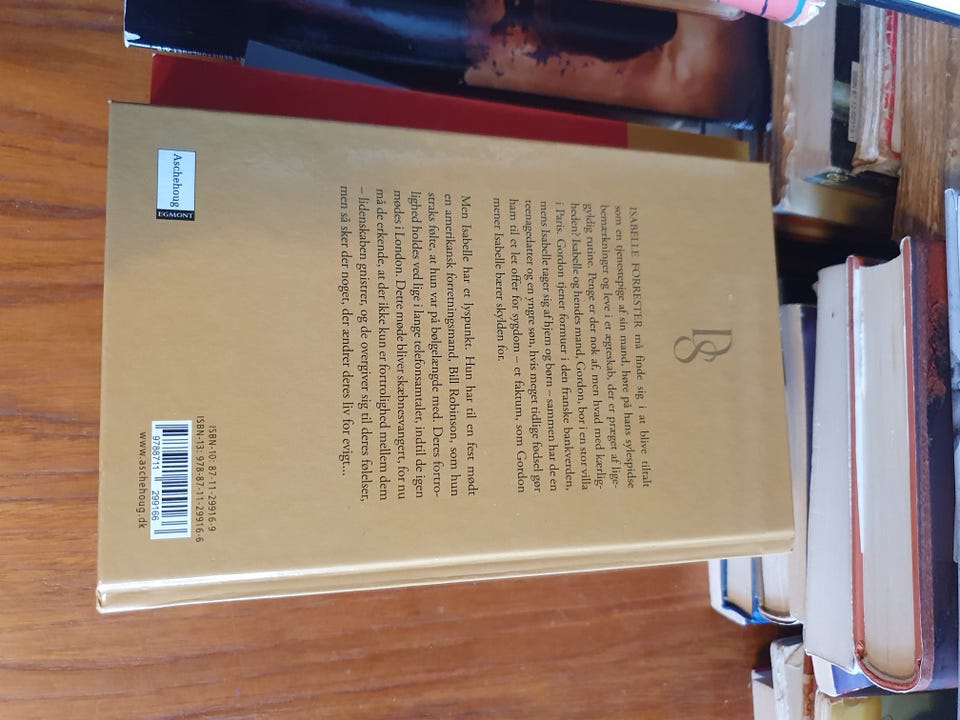 ISABELLE FORRESTER må finde sig i at blive tiltalt
som en tjenestepige af sin mand, høre på hans sylespidse
bemærkninger og leve i et ægteskab, der er præget af lige-
gyldig rutine. Penge er der nok af, men hvad med kærlig-
heden? Isabelle og hendes mand, Gordon, bor i en stor villa
i Paris. Gordon tjener formuer i den franske bankverden,
mens Isabelle tager sig af hjem og børn – sammen har de en
teenagedatter og en yngre søn, hvis meget tidlige fødsel gør
ham til et let offer for sygdom – et faktum, som Gordon
mener Isabelle bærer skylden for.
Men Isabelle har et lyspunkt. Hun har til en fest mødt
en amerikansk forretningsmand, Bill Robinson, som hun
straks følte, at hun var på bølgelængde med. Deres fortro-
lighed holdes ved lige i lange telefonsamtaler, indtil de igen
mødes i London. Dette møde bliver skæbnesvangert, for nu
må de erkende, at der ikke kun er fortrolighed mellem dem
– lidenskaben gnistrer, og de overgiver sig til deres følelser,
men så sker der noget, der ændrer deres liv for evigt...
Aschehoug
EGMONT
ISBN-10: 87-11-29916-9
ISBN-13: 978-87-11-29916-6
9 788711 299166
www.aschehoug.dk